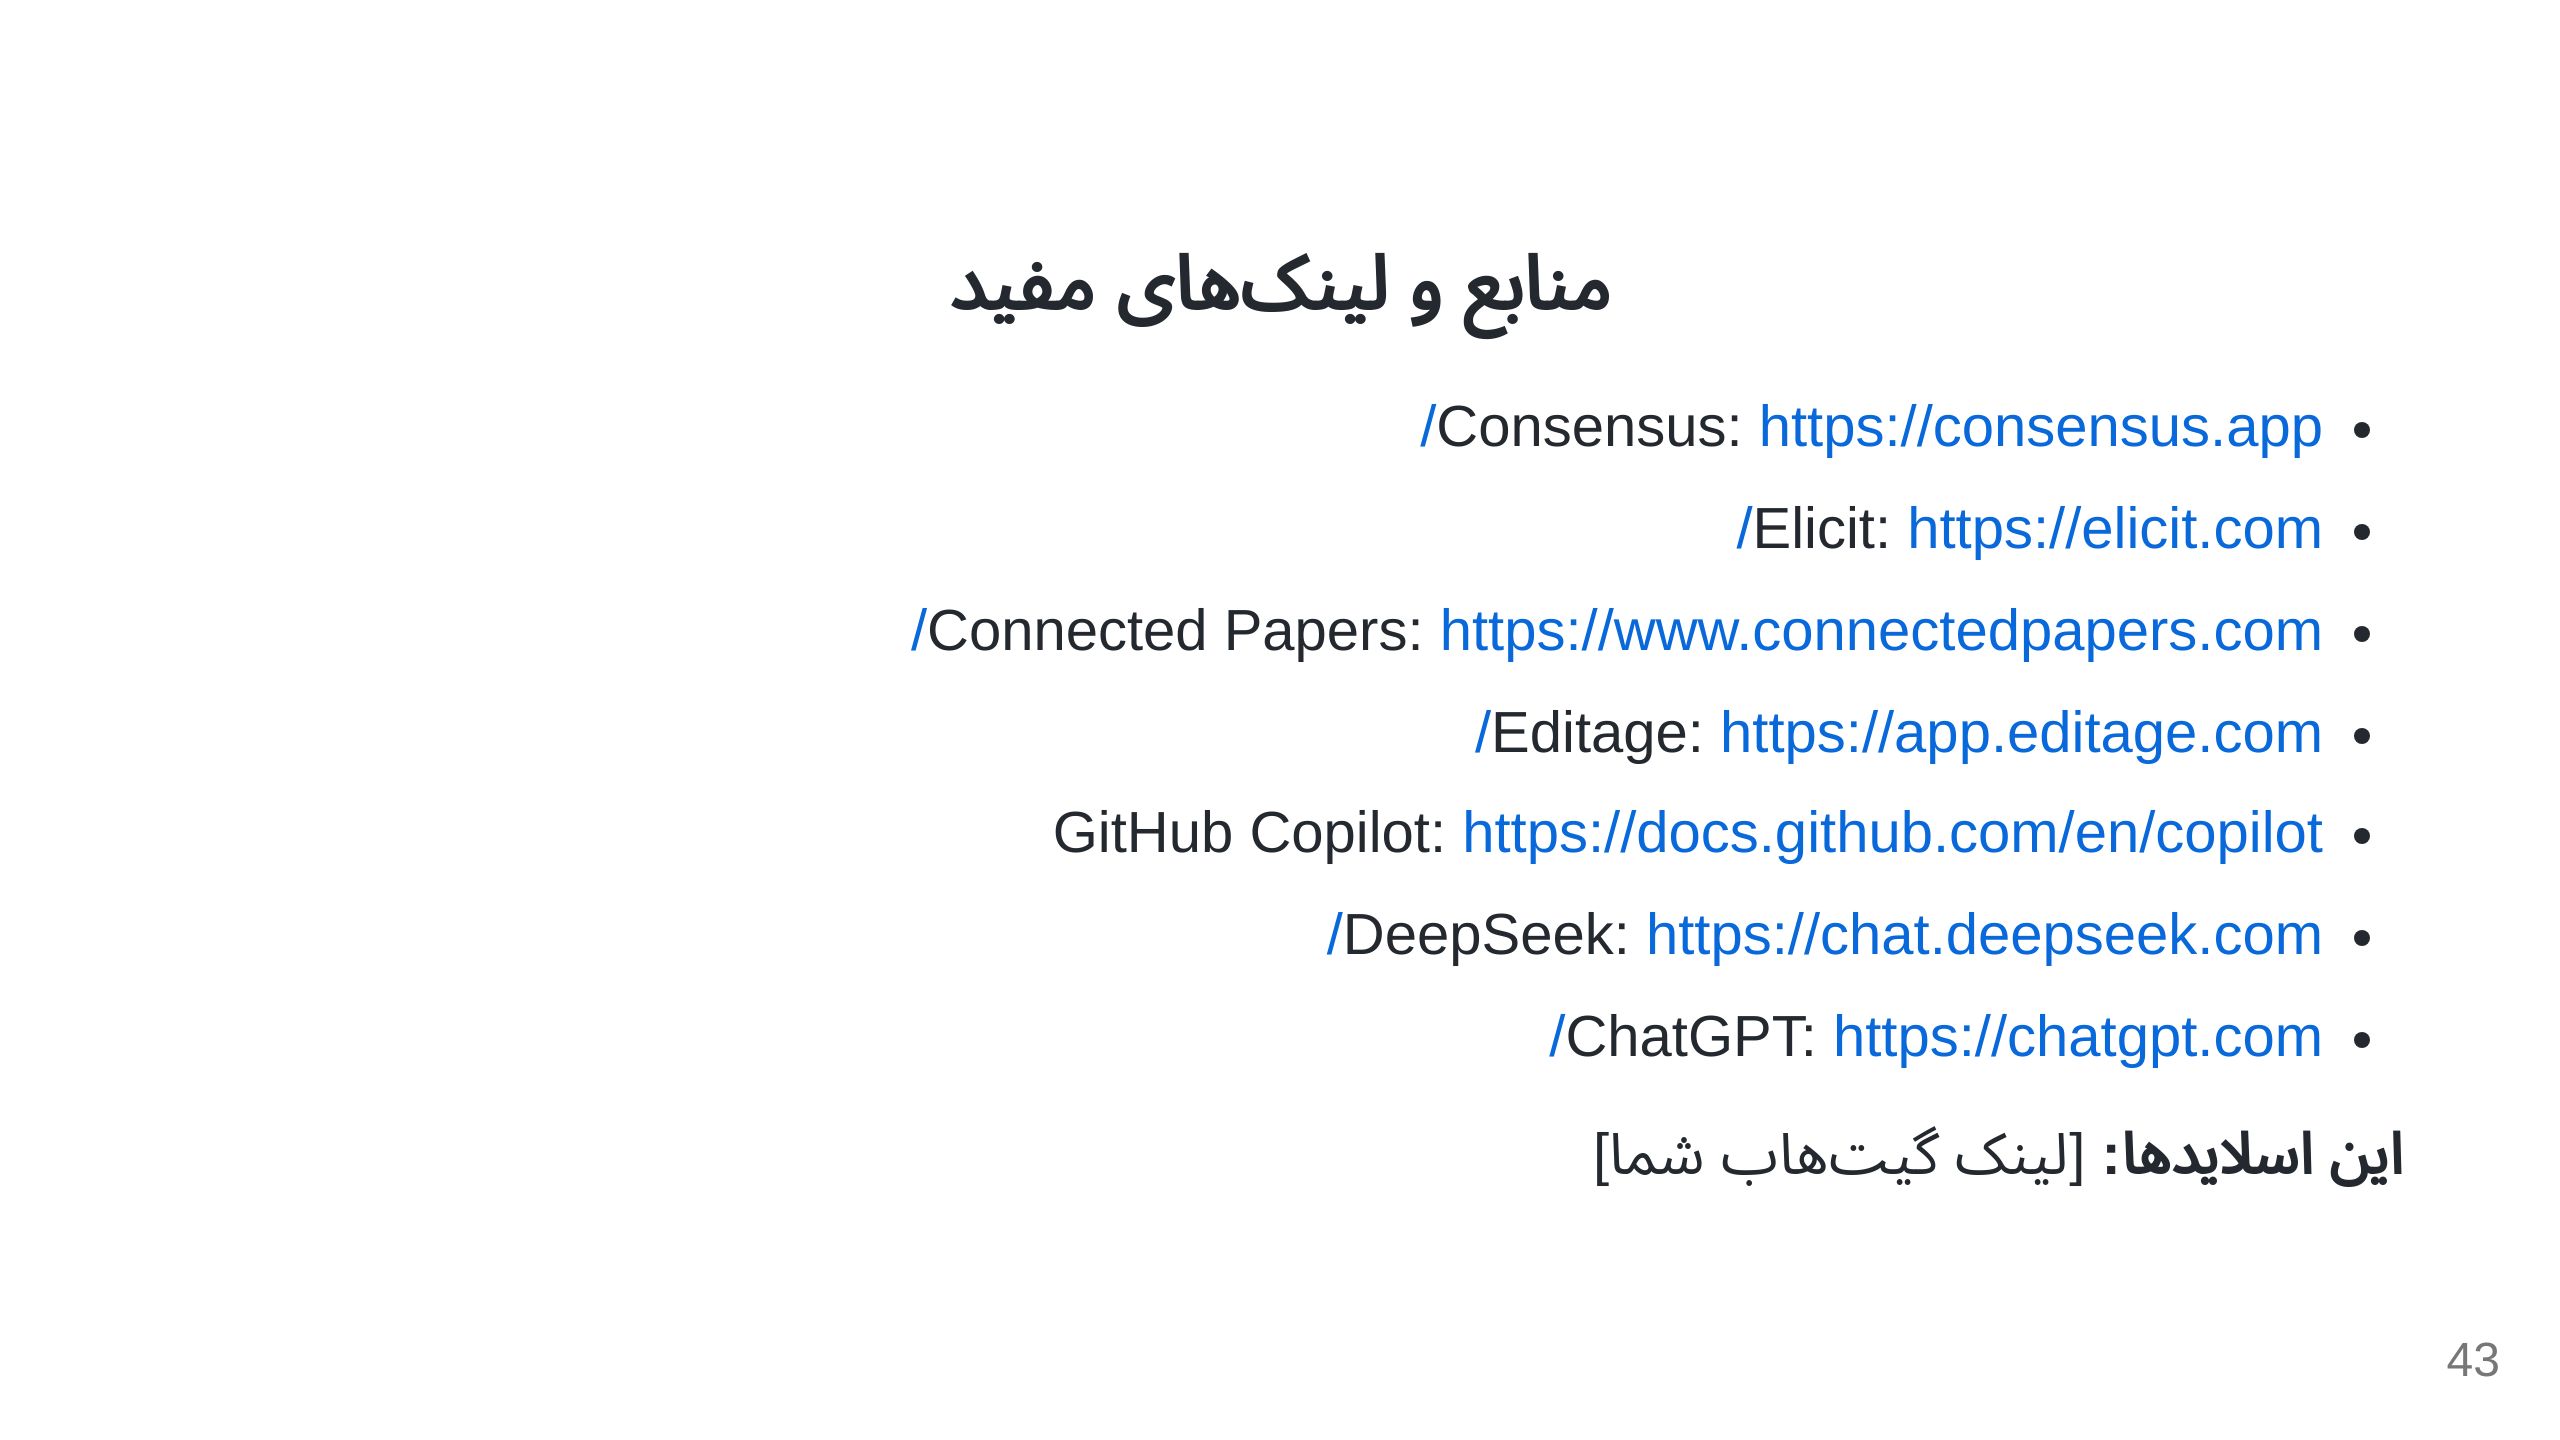 منابع و لینک‌های مفید
Consensus: https://consensus.app/
Elicit: https://elicit.com/
Connected Papers: https://www.connectedpapers.com/
Editage: https://app.editage.com/
GitHub Copilot: https://docs.github.com/en/copilot
DeepSeek: https://chat.deepseek.com/
ChatGPT: https://chatgpt.com/
این اسلایدها: [لینک گیت‌هاب شما]
43